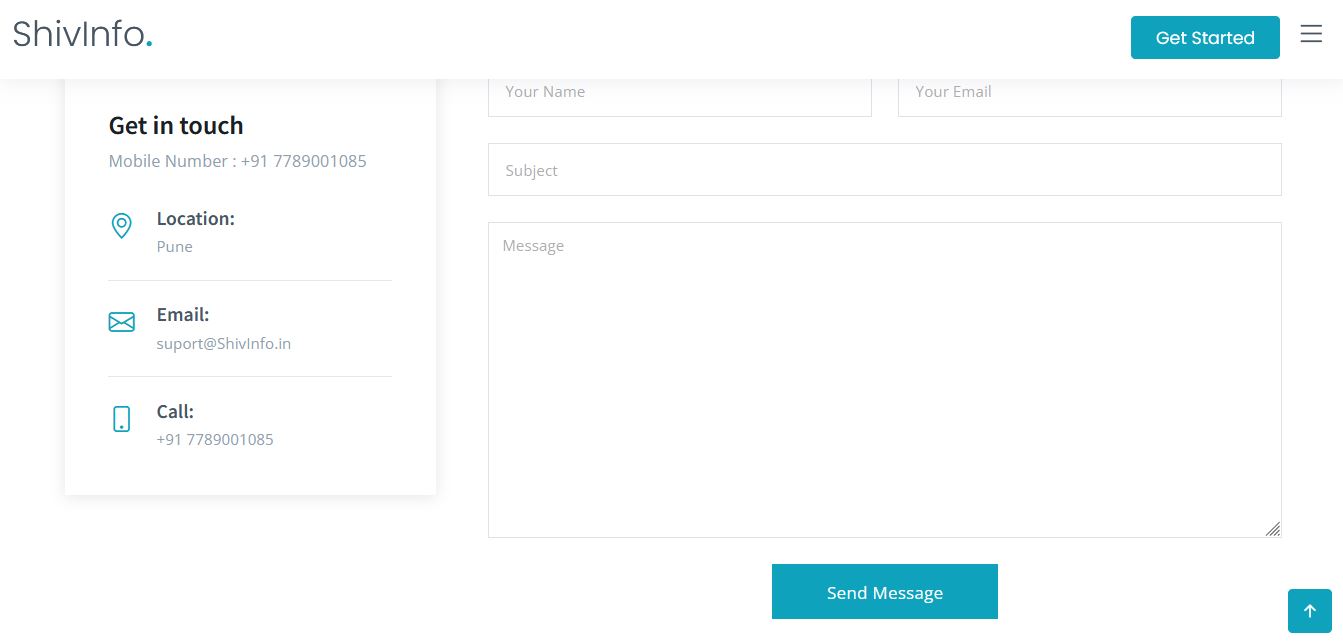 ShivInfo.
Get Started
Get in touch
Mobile Number : +91 7789001085
Location:
Pune
Email:
suport@ShivInfo.in
Call:
+91 7789001085
Your Name
Your Email
Subject
Message
Send Message